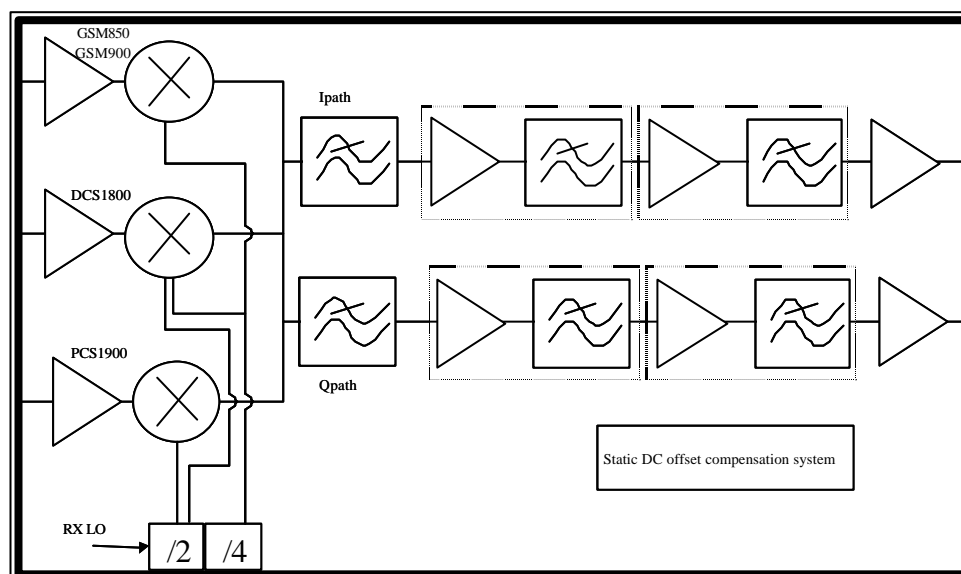 GSM850
GSM900
Ipath
DCS1800
PCS1900
Qpath
Static DC offset compensation system
RX LO
/2
/4